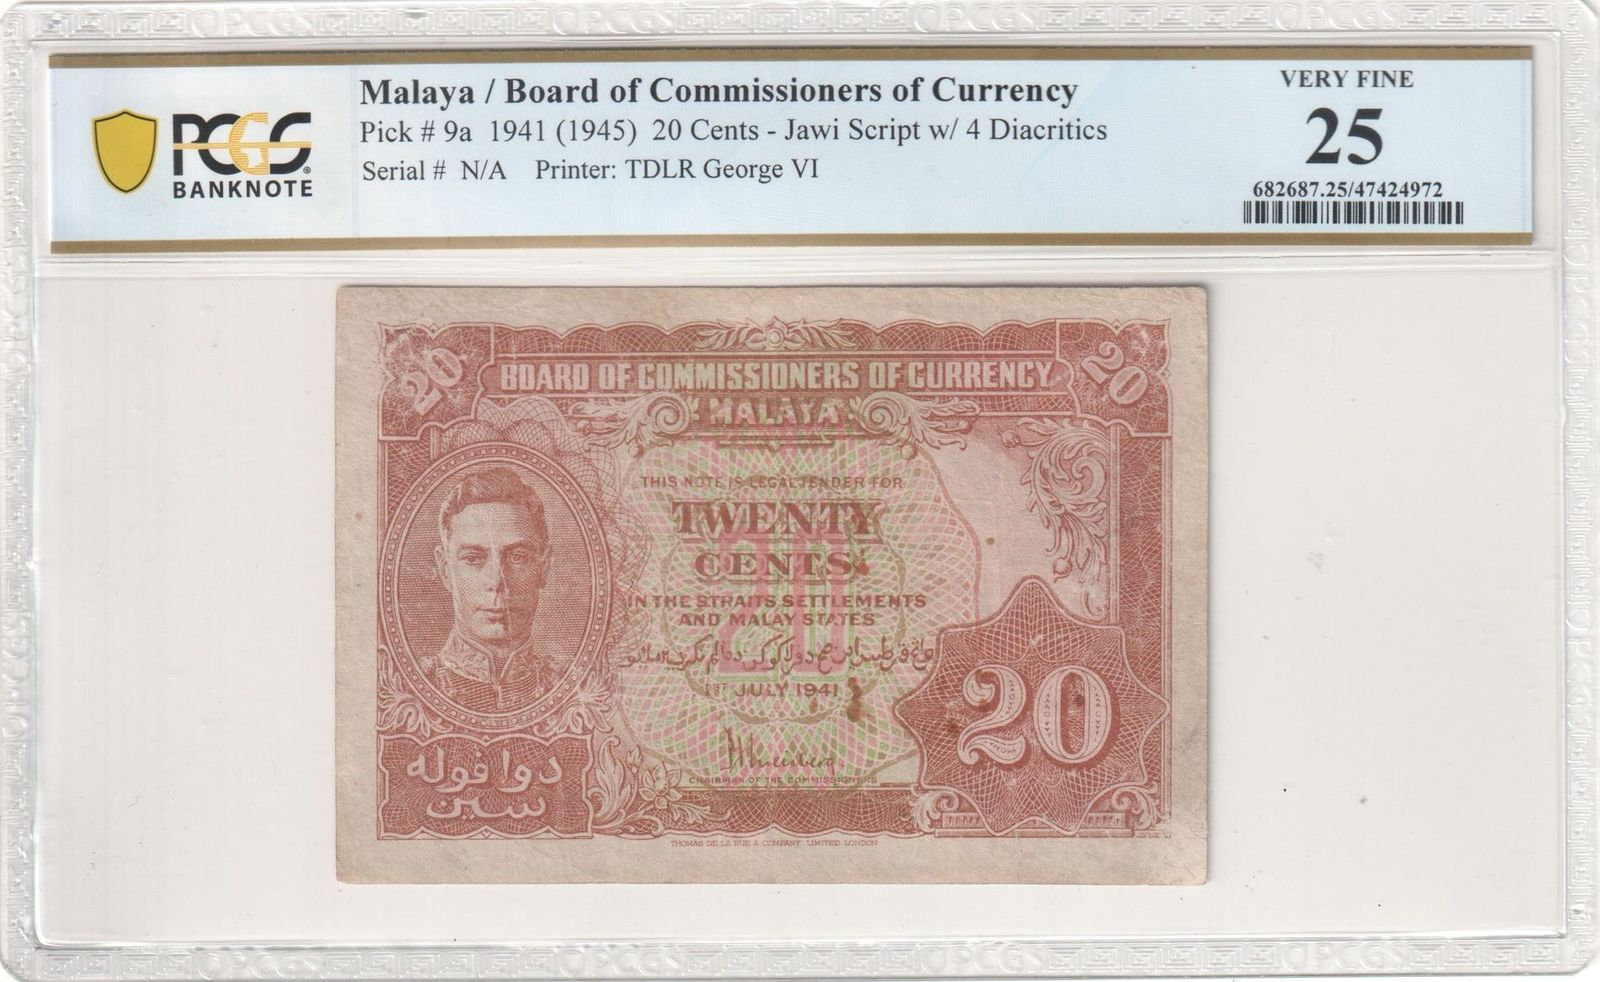 Malaya / Board of Commissioners of Currency
Pick # 9a 1941 (1945) 20 Cents - Jawi Script w/ 4 Diacritics
Serial # N/A Printer: TDLR George VI
PCGS
BANKNOTE
VERY FINE
25
682687.25/47424972
20
20
BOARD OF COMMISSIONERS OF CURRENCY
MALAYA
THIS NOTE IS LEGAL TENDER FOR
TWENTY
CENTS
20
IN THE STRAITS SETTLEMENTS
AND MALAY STATES
1ST JULY 1941
CHAIRMAN OF THE COMMISSIONERS
20
دوا ڤوله
سين
THOMAS DE LA RUE & COMPANY, LIMITED, LONDON